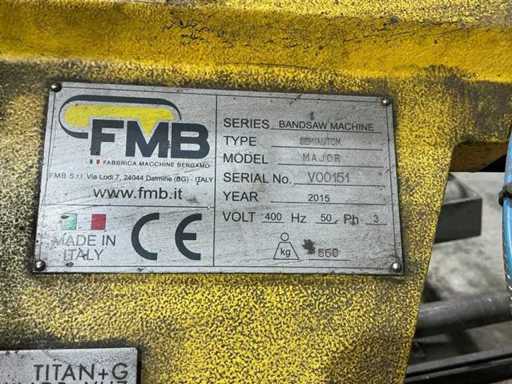 FMB
FABBRICA MACCHINE BERGAMO
FMB S.r.l. Via Lodi 7, 24044 Dalmine (BG) - ITALY
www.fmb.it
MADE IN
ITALY
CE
SERIES BANDSAW MACHINE
TYPE
MODEL MAJOR
SERIAL No. V00151
YEAR 2015
VOLT 400 Hz 50 Ph 3
kg 860
TITAN+G